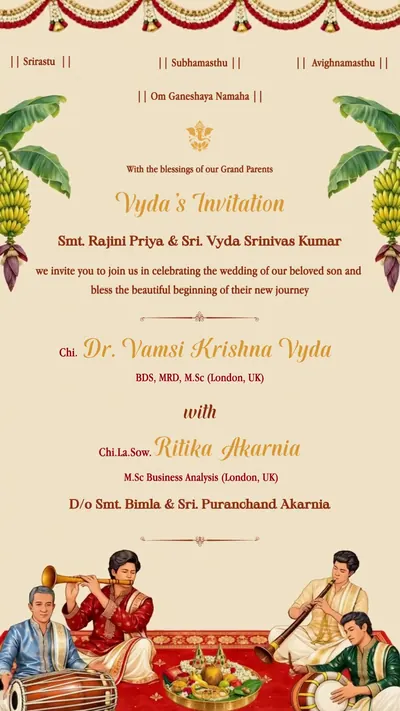 || Srirastu || || Subhamasthu || || Avighnamasthu ||
|| Om Ganeshaya Namaha ||
With the blessings of our Grand Parents
Vyda's Invitation
Smt. Rajini Priya & Sri. Vyda Srinivas Kumar
we invite you to join us in celebrating the wedding of our beloved son and
bless the beautiful beginning of their new journey
Chi. Dr. Vamsi Krishna Vyda
BDS, MRD, M.Sc (London, UK)
with
Chi.La.Sow. Ritika Akarnia
M.Sc Business Analysis (London, UK)
D/o Smt. Bimla & Sri. Puranchand Akarnia